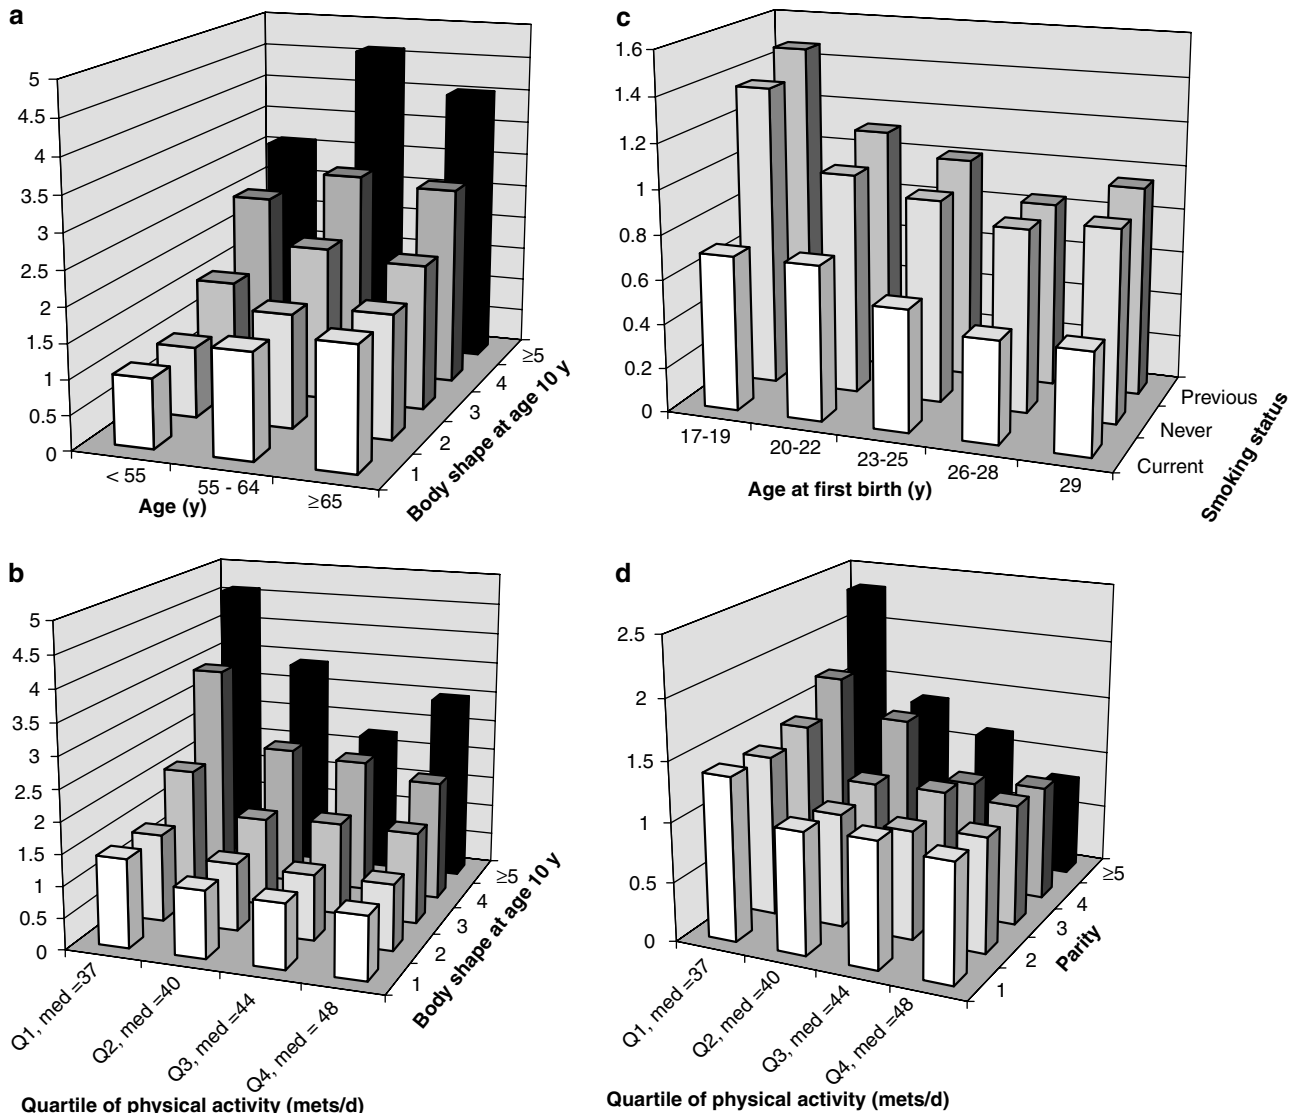 a
5
4.5
4
3.5
3
2.5
2
1.5
1
0.5
0
< 55
55 - 64
≥65
Age (y)
1
2
3
4
≥5
Body shape at age 10 y
c
1.6
1.4
1.2
1
0.8
0.6
0.4
0.2
0
17-19
20-22
23-25
26-28
29
Age at first birth (y)
Current
Never
Previous
Smoking status
b
5
4.5
4
3.5
3
2.5
2
1.5
1
0.5
0
Q1, med =37
Q2, med =40
Q3, med =44
Q4, med = 48
Quartile of physical activity (mets/d)
1
2
3
4
≥5
Body shape at age 10 y
d
2.5
2
1.5
1
0.5
0
Q1, med =37
Q2, med =40
Q3, med =44
Q4, med =48
Quartile of physical activity (mets/d)
1
2
3
4
≥5
Parity